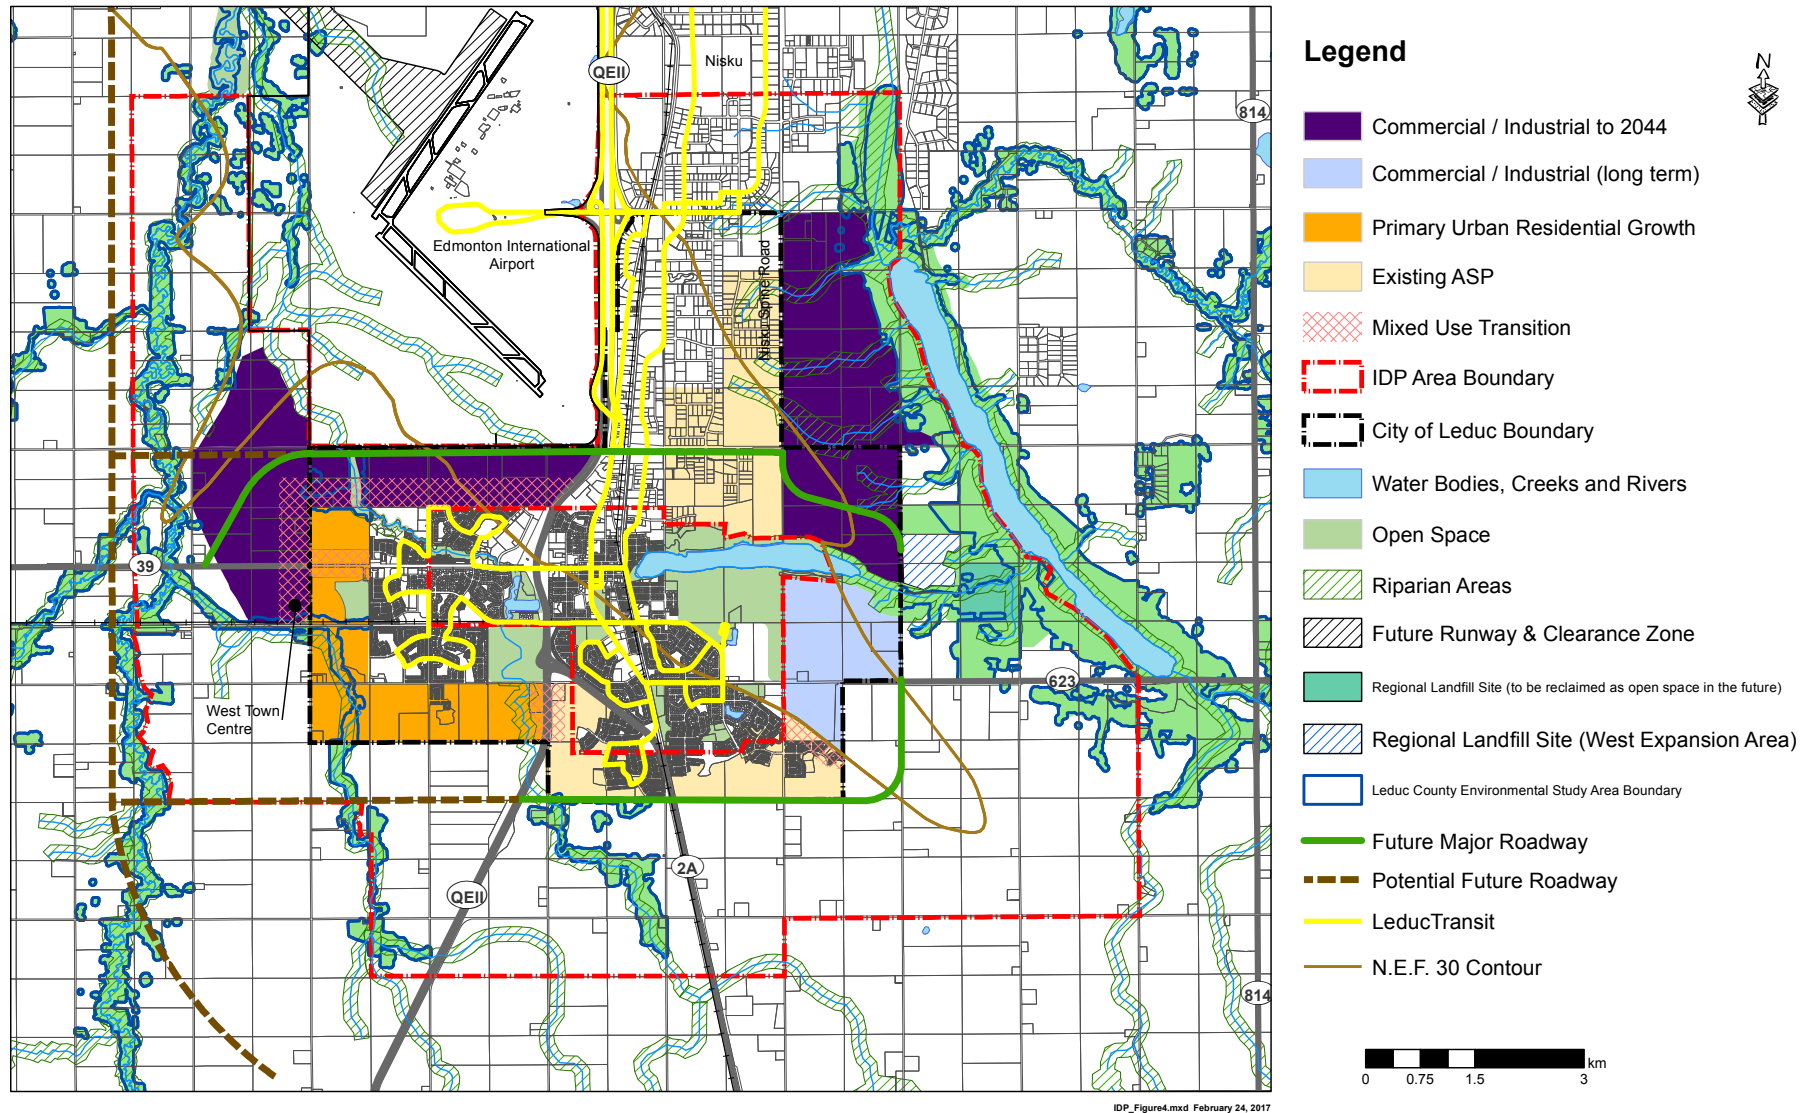 QEII
Nisku
814
Edmonton International
Airport
Nisku Spine Road
39
West Town
Centre
623
2A
QEII
814
Legend
N
Commercial / Industrial to 2044
Commercial / Industrial (long term)
Primary Urban Residential Growth
Existing ASP
Mixed Use Transition
IDP Area Boundary
City of Leduc Boundary
Water Bodies, Creeks and Rivers
Open Space
Riparian Areas
Future Runway & Clearance Zone
Regional Landfill Site (to be reclaimed as open space in the future)
Regional Landfill Site (West Expansion Area)
Leduc County Environmental Study Area Boundary
Future Major Roadway
Potential Future Roadway
LeducTransit
N.E.F. 30 Contour
km
0 0.75 1.5 3
IDP_Figure4.mxd February 24, 2017